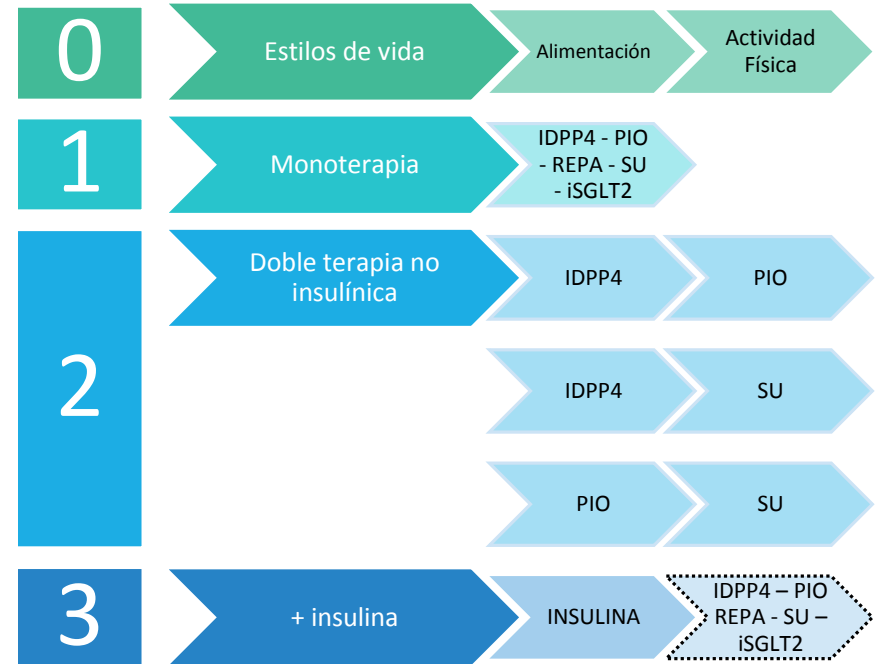 0
Estilos de vida
Alimentación
Actividad
Física
1
Monoterapia
IDPP4 - PIO
- REPA - SU
- iSGLT2
2
Doble terapia no
insulínica
IDPP4
PIO
IDPP4
SU
PIO
SU
3
+ insulina
INSULINA
IDPP4 – PIO
REPA - SU –
iSGLT2